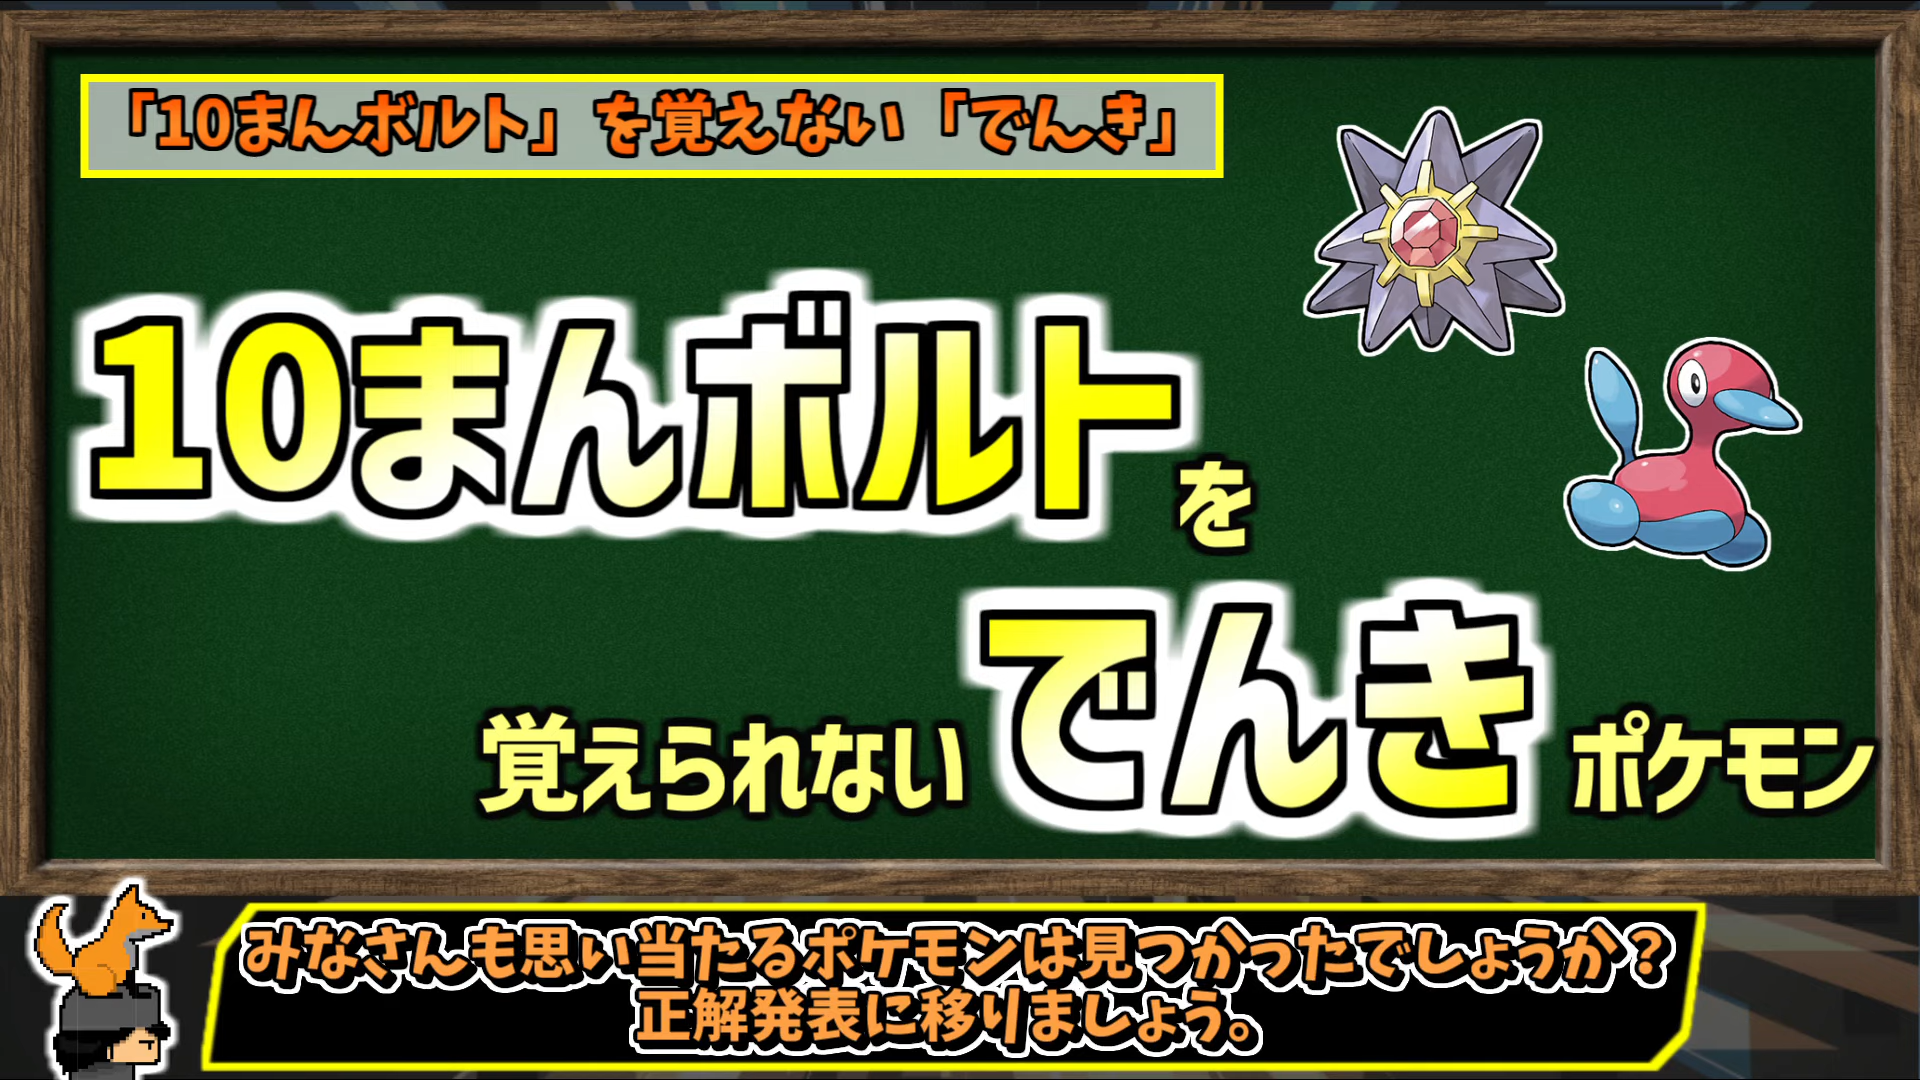 「10まんボルト」を覚えない「でんき」
10まんボルトを
覚えられないでんきポケモン
みなさんも思い当たるポケモンは見つかったでしょうか？
正解発表に移りましょう。